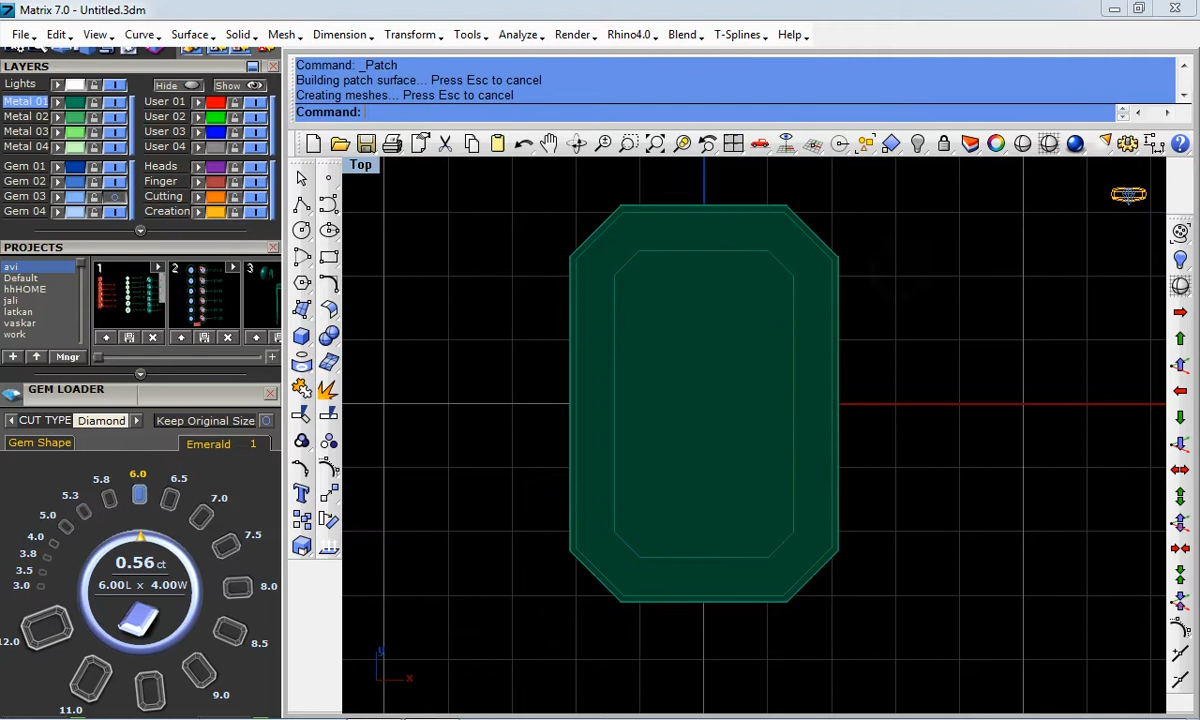 Matrix 7.0 - Untitled.3dm
File Edit View Curve Surface Solid Mesh Dimension Transform Tools Analyze Render Rhino4.0 Blend T-Splines Help
LAYERS
Lights Hide Show
Metal 01 User 01
Metal 02 User 02
Metal 03 User 03
Metal 04 User 04
Gem 01 Heads
Gem 02 Finger
Gem 03 Cutting
Gem 04 Creation
PROJECTS
avi
Default
hhHOME
jali
latkan
vaskar
work
1 2 3
Mngr
GEM LOADER
CUT TYPE Diamond Keep Original Size
Gem Shape Emerald 1
6.0
5.8 6.5
5.3 7.0
5.0
4.0 7.5
3.8
3.5
3.0 8.0
0.56 ct
6.00L x 4.00W
12.0 8.5
9.0
11.0
Command: _Patch
Building patch surface... Press Esc to cancel
Creating meshes... Press Esc to cancel
Command:
Top
y
x